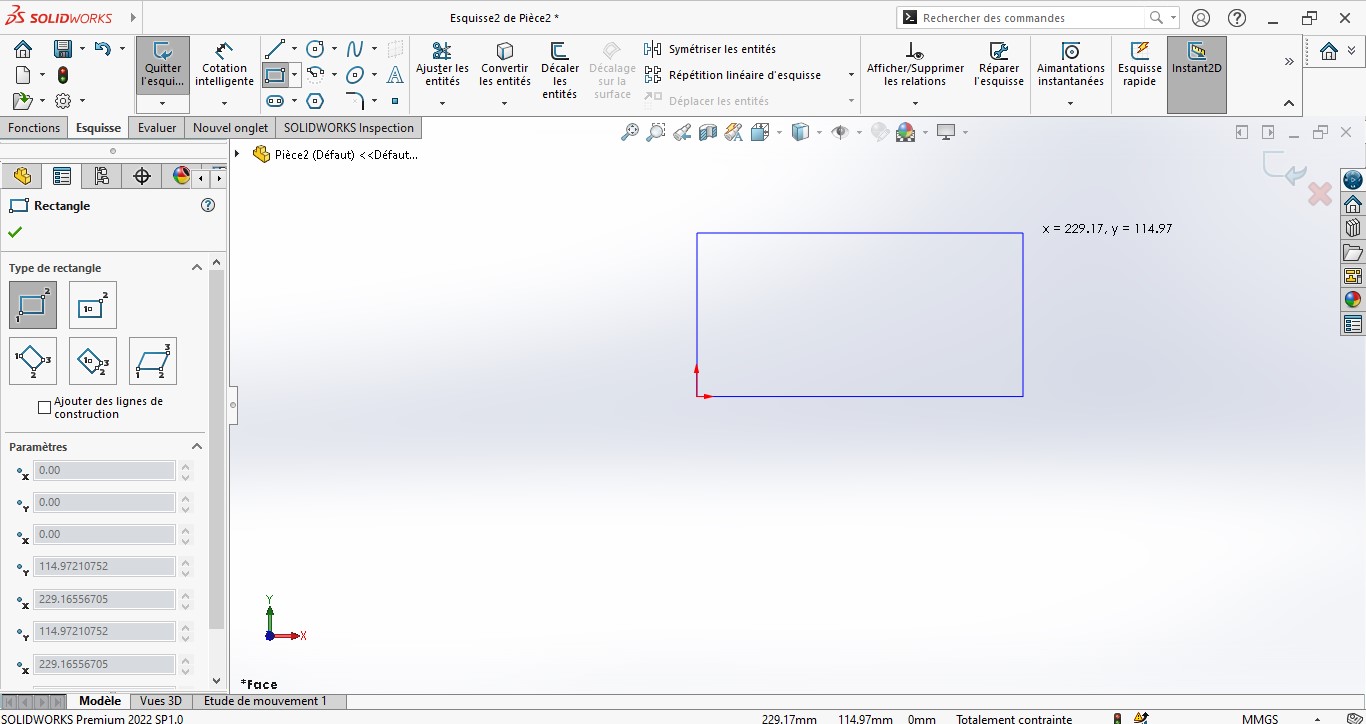 SOLIDWORKS
Esquisse2 de Pièce2 *
Rechercher des commandes
Quitter l'esqui...
Cotation intelligente
Ajuster les entités
Convertir les entités
Décaler les entités
Décalage sur la surface
Symétriser les entités
Répétition linéaire d'esquisse
Déplacer les entités
Afficher/Supprimer les relations
Réparer l'esquisse
Aimantations instantanées
Esquisse rapide
Instant2D
Fonctions
Esquisse
Evaluer
Nouvel onglet
SOLIDWORKS Inspection
Pièce2 (Défaut) <<Défaut...
Rectangle
x = 229.17, y = 114.97
Type de rectangle
Ajouter des lignes de
construction
Paramètres
x 0.00
Y 0.00
x 0.00
Y 114.97210752
x 229.16556705
Y 114.97210752
x 229.16556705
Y
X
*Face
Modèle
Vues 3D
Etude de mouvement 1
SOLIDWORKS Premium 2022 SP1.0
229.17mm
114.97mm
0mm
Totalement contrainte
MMGS